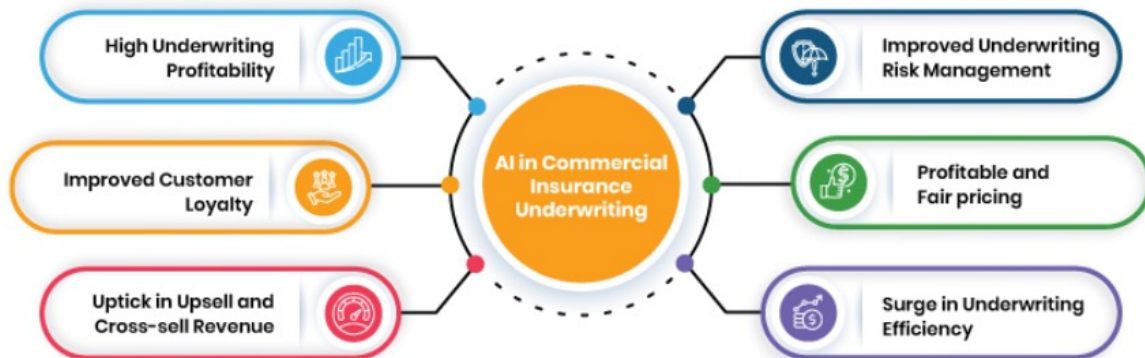 High Underwriting
Profitability
Improved Customer
Loyalty
Uptick in Upsell and
Cross-sell Revenue
AI in Commercial
Insurance
Underwriting
Improved Underwriting
Risk Management
Profitable and
Fair pricing
Surge in Underwriting
Efficiency